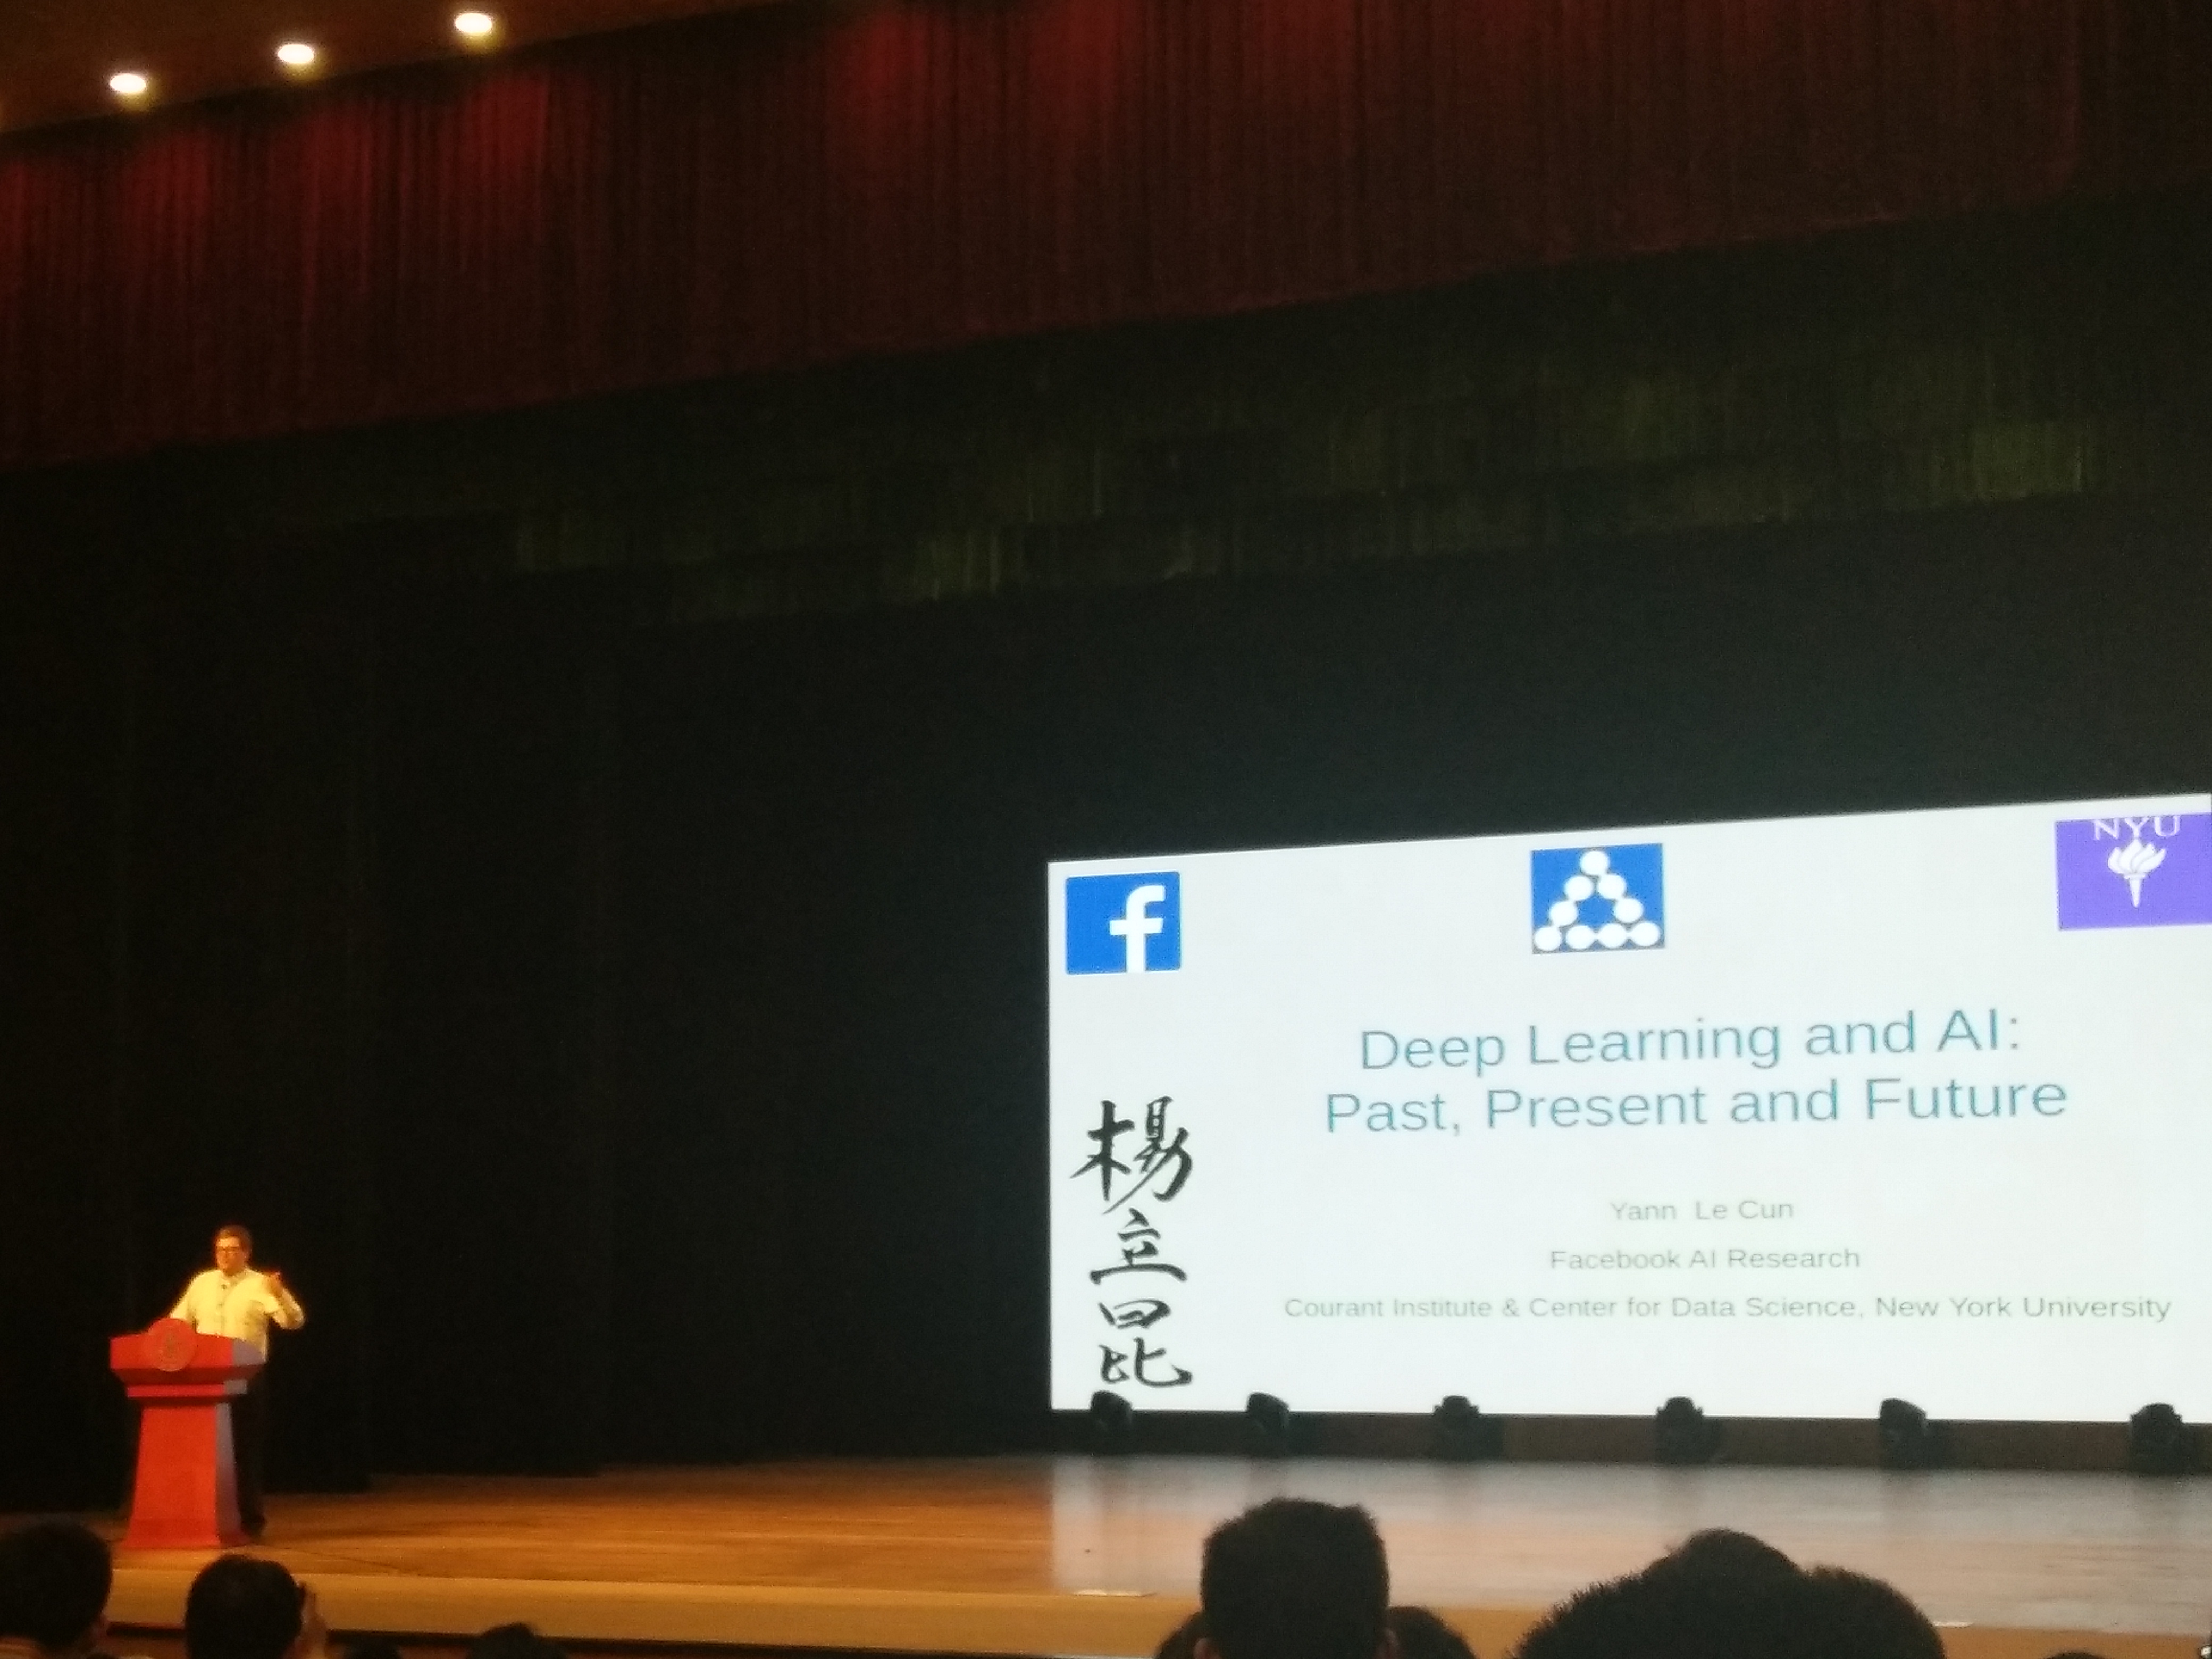 f
NYU
Deep Learning and AI:
Past, Present and Future
楊立昆
Yann Le Cun
Facebook AI Research
Courant Institute & Center for Data Science, New York University